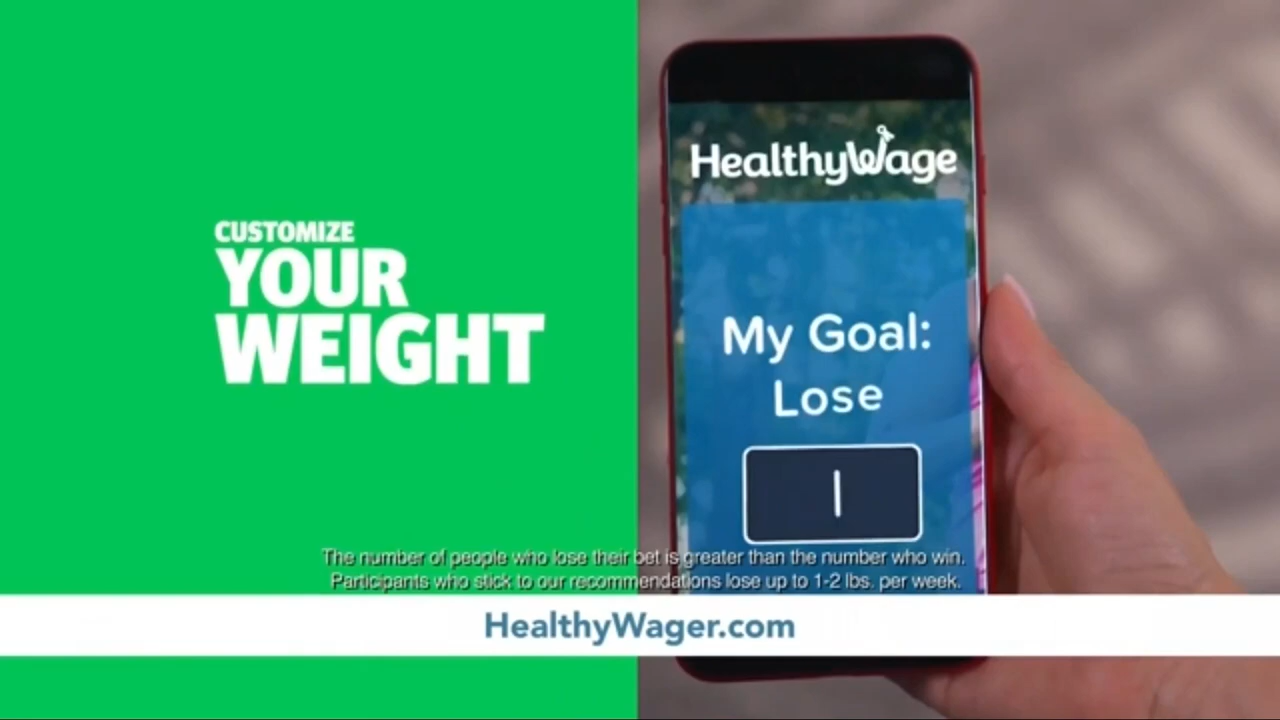 CUSTOMIZE
YOUR
WEIGHT
HealthyWage
My Goal:
Lose
The number of people who lose their bet is greater than the number who win.
Participants who stick to our recommendations lose up to 1-2 lbs. per week.
HealthyWager.com